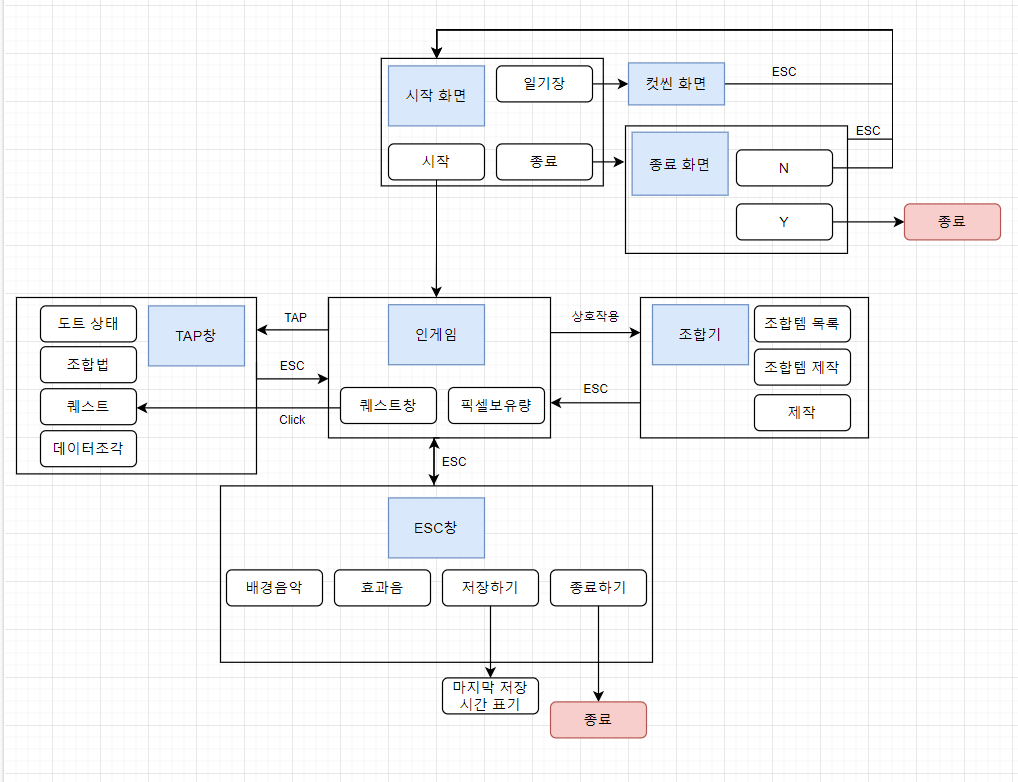 시작 화면
일기장
컷씬 화면
ESC
시작
종료
종료 화면
ESC
N
Y
종료
도트 상태
TAP창
조합법
퀘스트
데이터조각
TAP
ESC
Click
인게임
퀘스트창
픽셀보유량
상호작용
ESC
조합기
조합템 목록
조합템 제작
제작
ESC
ESC창
배경음악
효과음
저장하기
종료하기
마지막 저장
시간 표기
종료